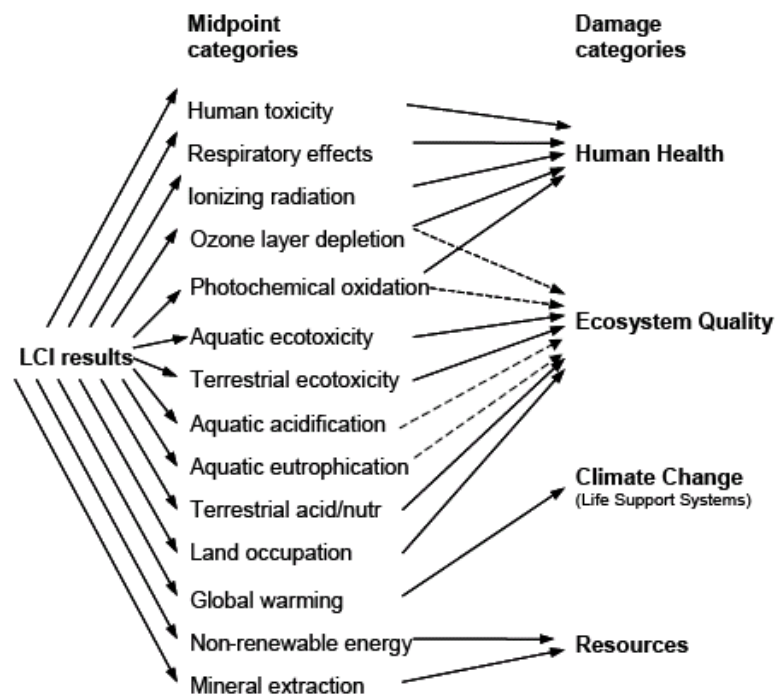 Midpoint
categories
Damage
categories
Human toxicity
Respiratory effects
Human Health
Ionizing radiation
Ozone layer depletion
Photochemical oxidation
Ecosystem Quality
Aquatic ecotoxicity
LCI results
Terrestrial ecotoxicity
Aquatic acidification
Aquatic eutrophication
Climate Change
(Life Support Systems)
Terrestrial acid/nutr
Land occupation
Global warming
Non-renewable energy
Resources
Mineral extraction